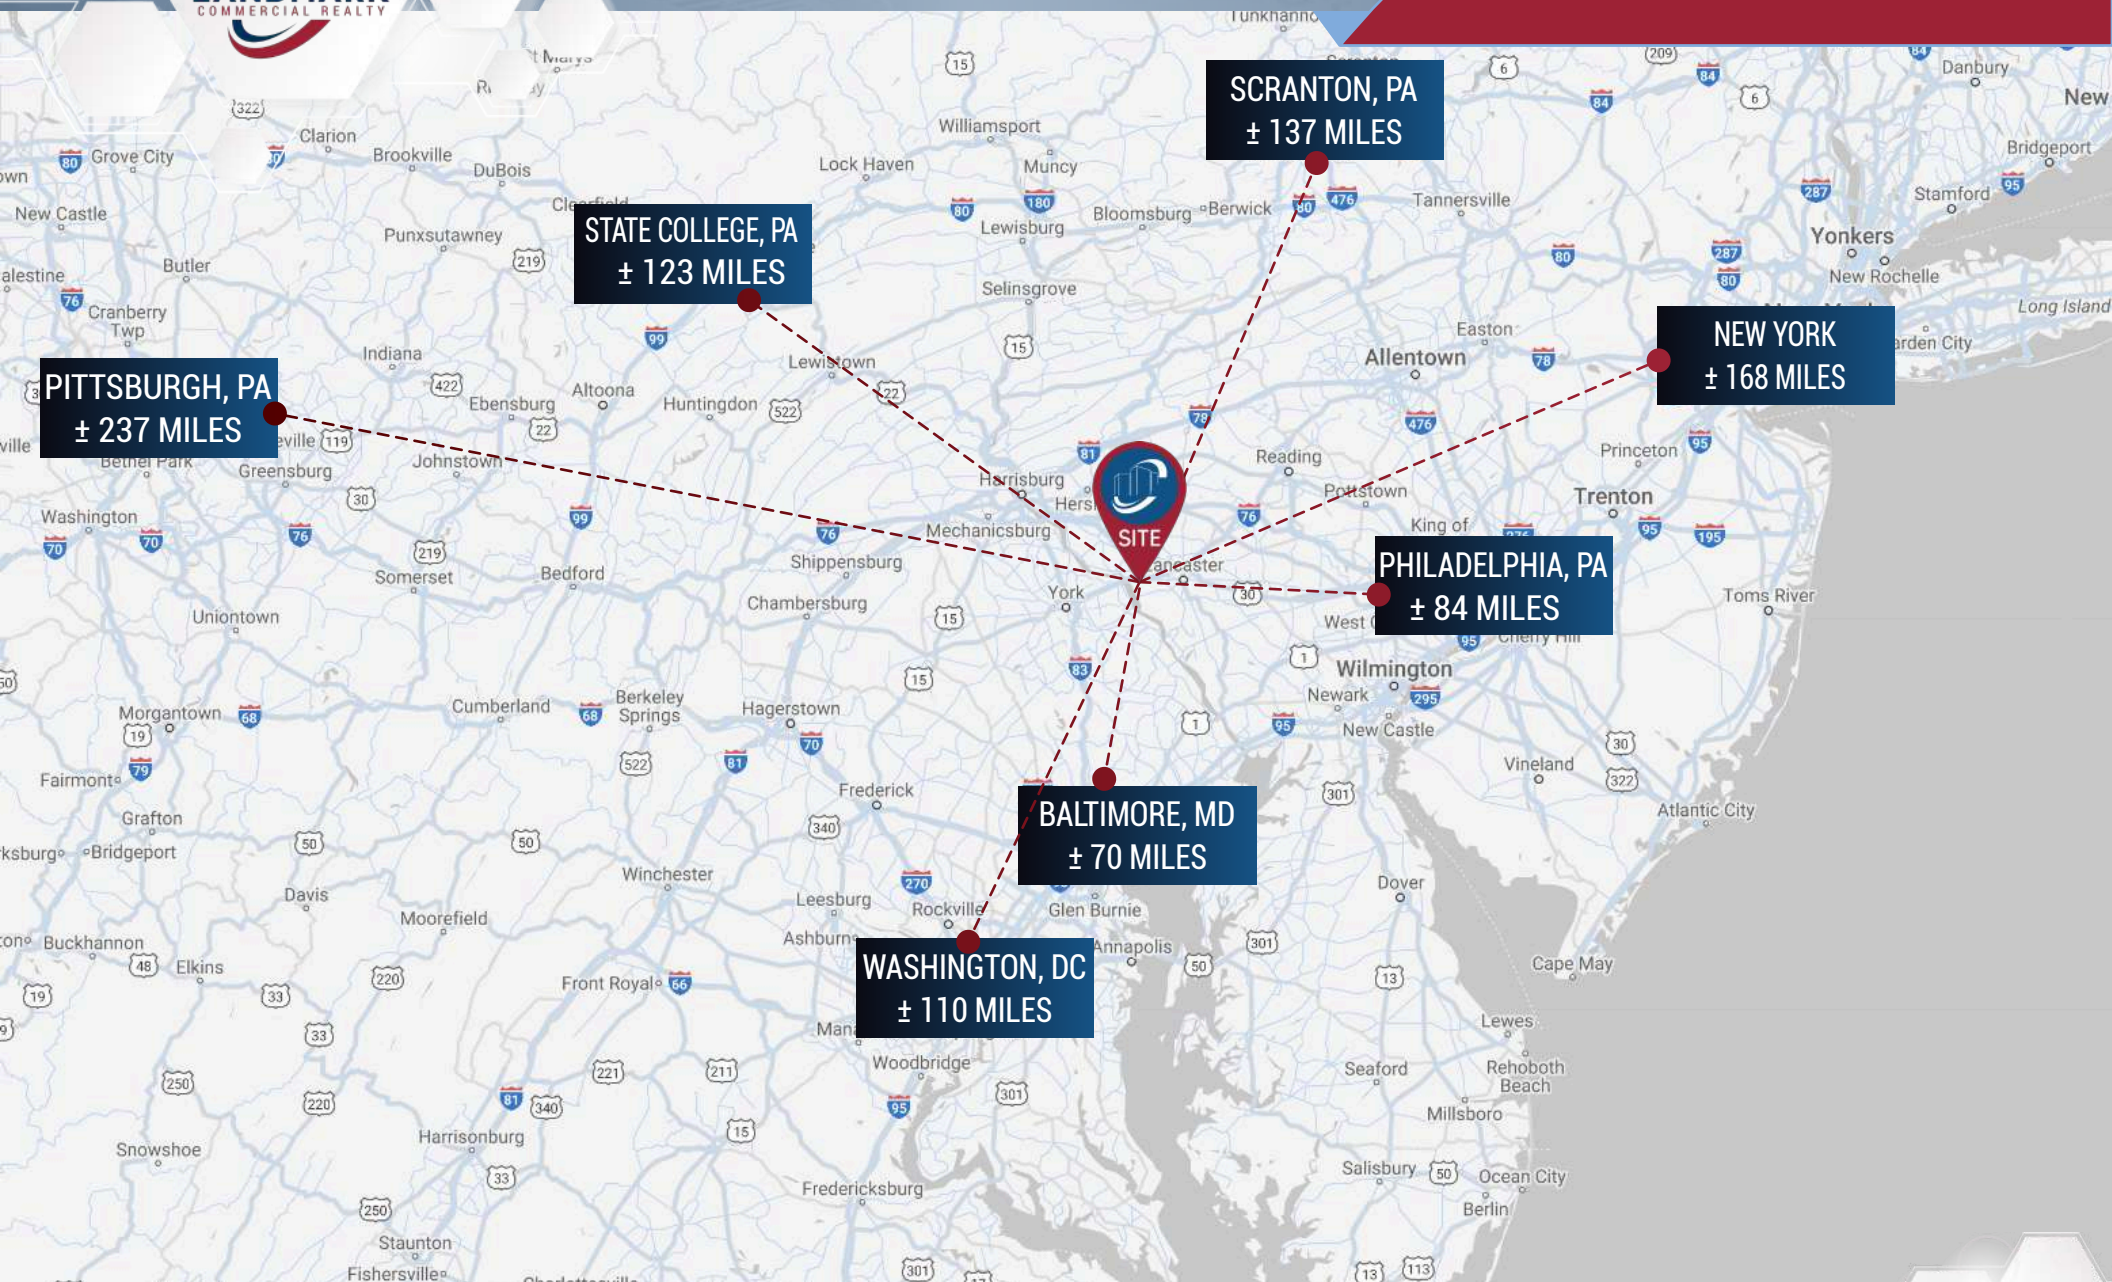 COMMERCIAL REALTY
SCRANTON, PA
± 137 MILES
STATE COLLEGE, PA
± 123 MILES
NEW YORK
± 168 MILES
PITTSBURGH, PA
± 237 MILES
SITE
PHILADELPHIA, PA
± 84 MILES
BALTIMORE, MD
± 70 MILES
WASHINGTON, DC
± 110 MILES
Danbury
New
Clarion
Grove City
Brookville
DuBois
Williamsport
Lock Haven
Muncy
Bridgeport
Stamford
New Castle
Punxsutawney
Bloomsburg
Berwick
Tannersville
Lewisburg
Yonkers
New Rochelle
Butler
Cranberry
Twp
Selinsgrove
Long Island
Indiana
Lewistown
Easton
Allentown
Altoona
Ebensburg
Huntingdon
Bethel Park
Greensburg
Johnstown
Harrisburg
Reading
Pottstown
Princeton
Trenton
Washington
Mechanicsburg
King of
Shippensburg
Somerset
Bedford
Lancaster
York
Chambersburg
Toms River
Uniontown
West
Cherry Hill
Wilmington
Newark
New Castle
Morgantown
Cumberland
Berkeley
Springs
Hagerstown
Fairmont
Vineland
Frederick
Atlantic City
Grafton
Bridgeport
Winchester
Davis
Moorefield
Leesburg
Rockville
Glen Burnie
Dover
Ashburn
Annapolis
Buckhannon
Elkins
Front Royal
Cape May
Lewes
Woodbridge
Seaford
Rehoboth
Beach
Millsboro
Harrisonburg
Snowshoe
Salisbury
Ocean City
Fredericksburg
Berlin
Staunton
Fishersville